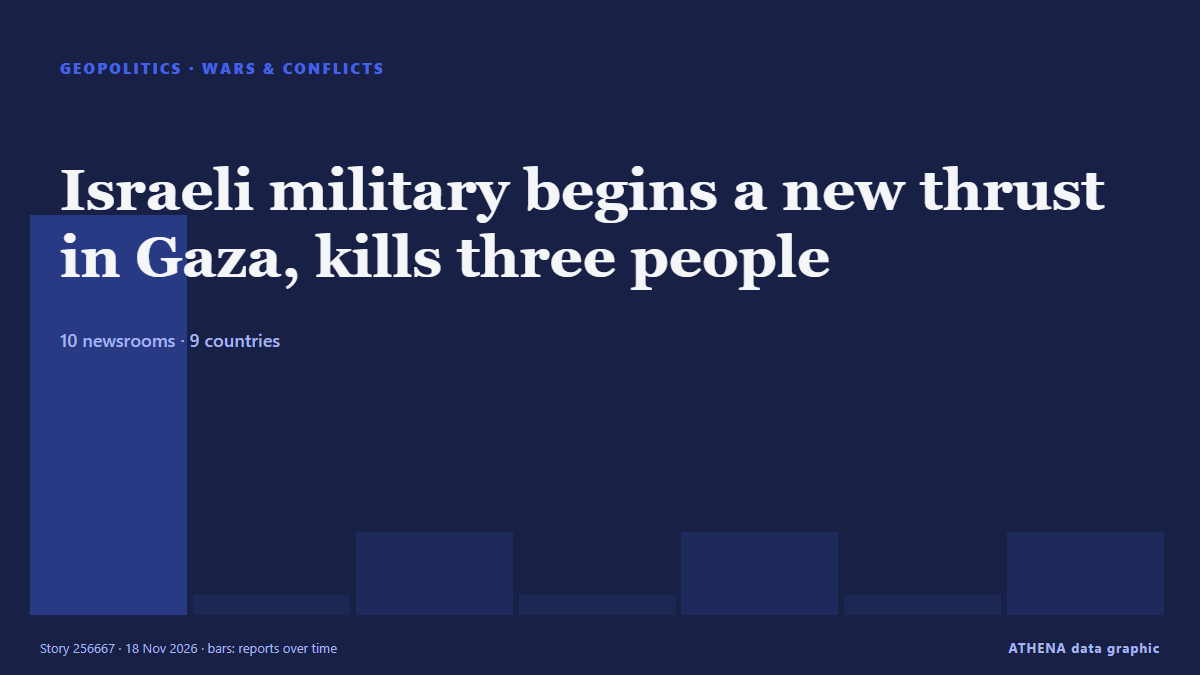 GEOPOLITICS · WARS & CONFLICTS
Israeli military begins a new thrust
in Gaza, kills three people
10 newsrooms · 9 countries
Story 256667 · 18 Nov 2026 · bars: reports over time
ATHENA data graphic